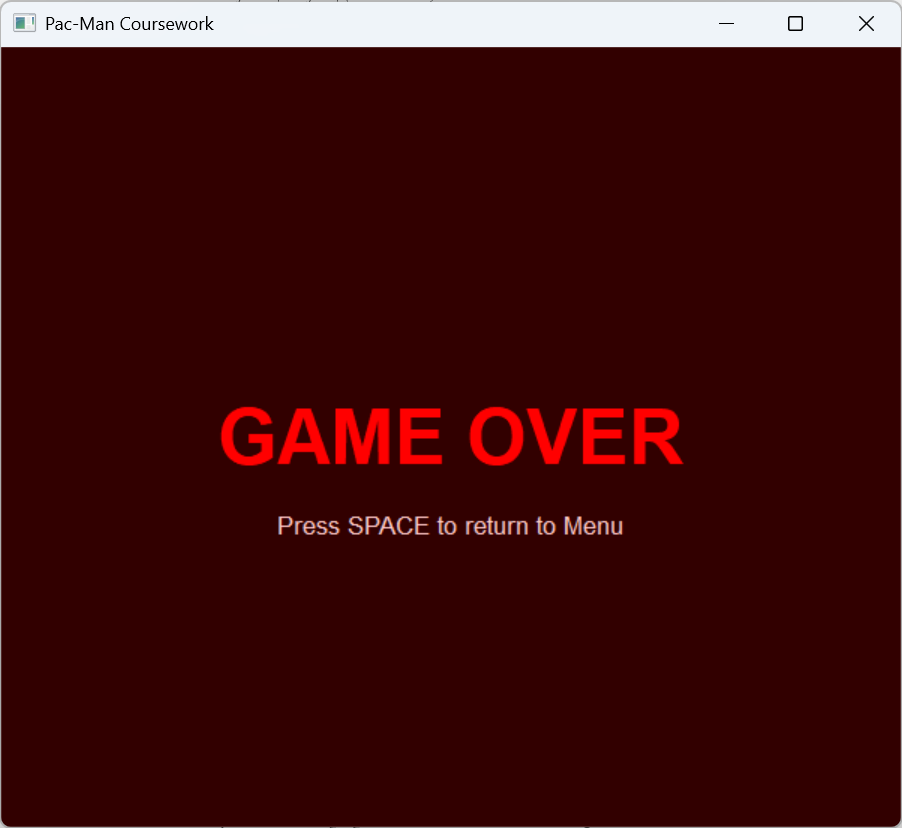 Pac-Man Coursework
GAME OVER
Press SPACE to return to Menu